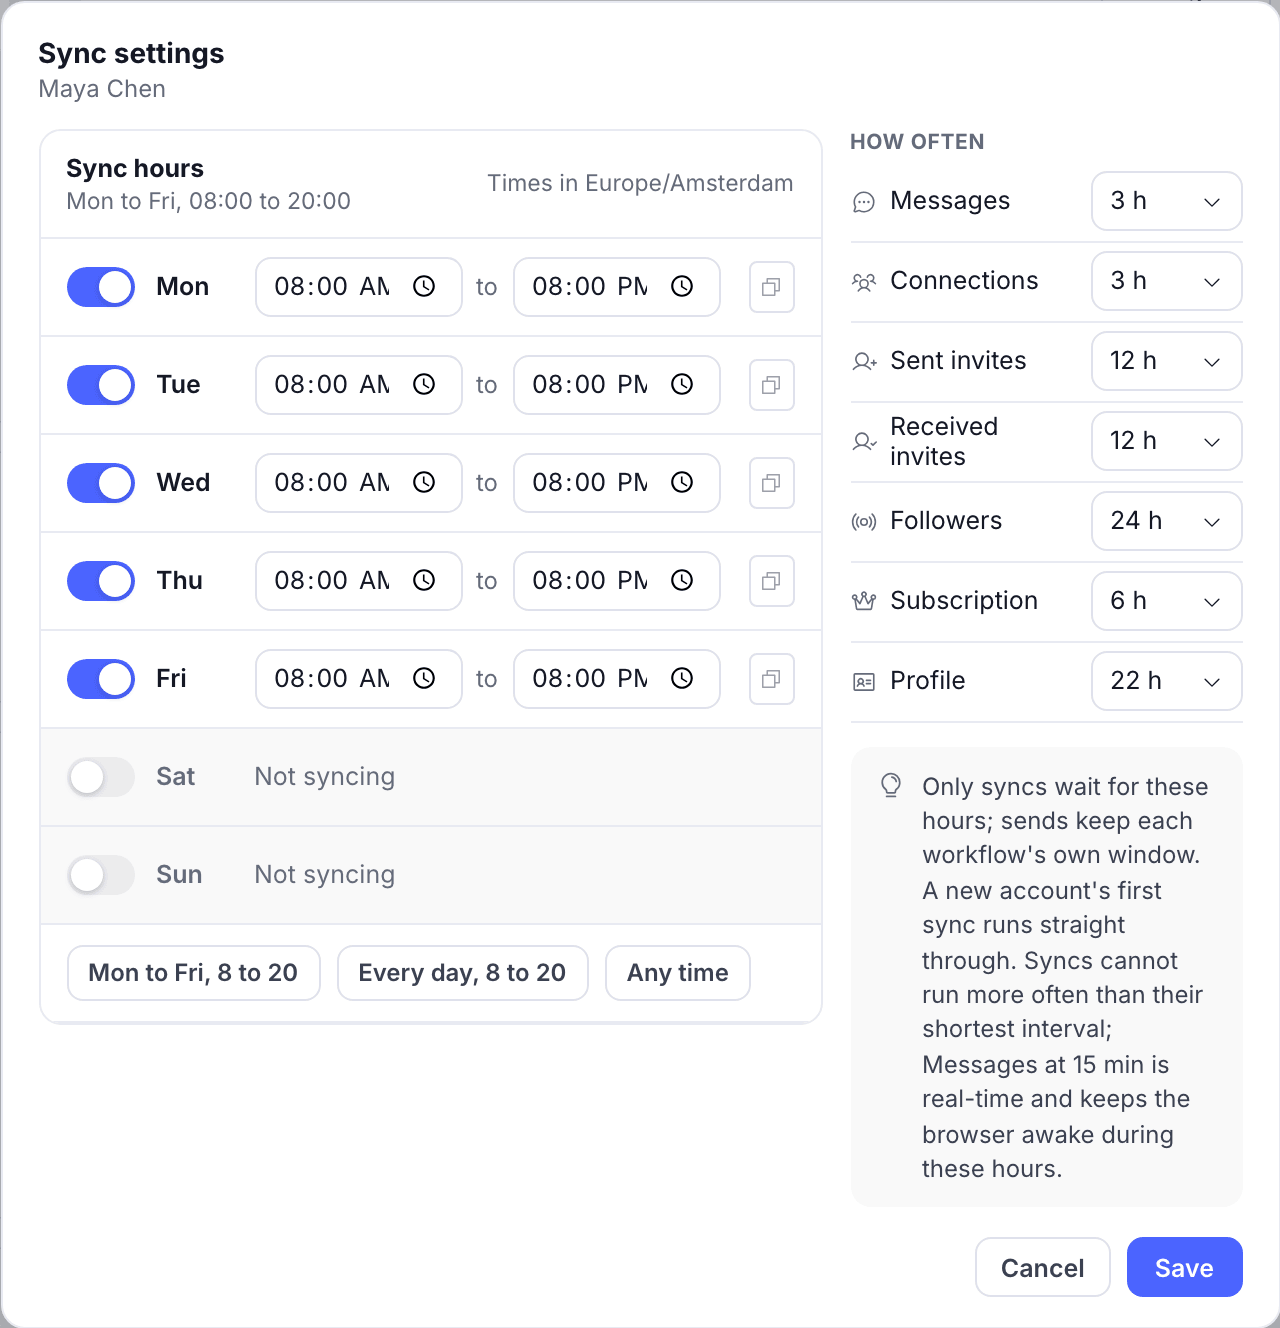 Sync settings
Maya Chen
Sync hours
Mon to Fri, 08:00 to 20:00
Times in Europe/Amsterdam
Mon 08:00 AM to 08:00 PM
Tue 08:00 AM to 08:00 PM
Wed 08:00 AM to 08:00 PM
Thu 08:00 AM to 08:00 PM
Fri 08:00 AM to 08:00 PM
Sat Not syncing
Sun Not syncing
Mon to Fri, 8 to 20 Every day, 8 to 20 Any time
HOW OFTEN
Messages 3 h
Connections 3 h
Sent invites 12 h
Received
invites 12 h
Followers 24 h
Subscription 6 h
Profile 22 h
Only syncs wait for these
hours; sends keep each
workflow's own window.
A new account's first
sync runs straight
through. Syncs cannot
run more often than their
shortest interval;
Messages at 15 min is
real-time and keeps the
browser awake during
these hours.
Cancel Save